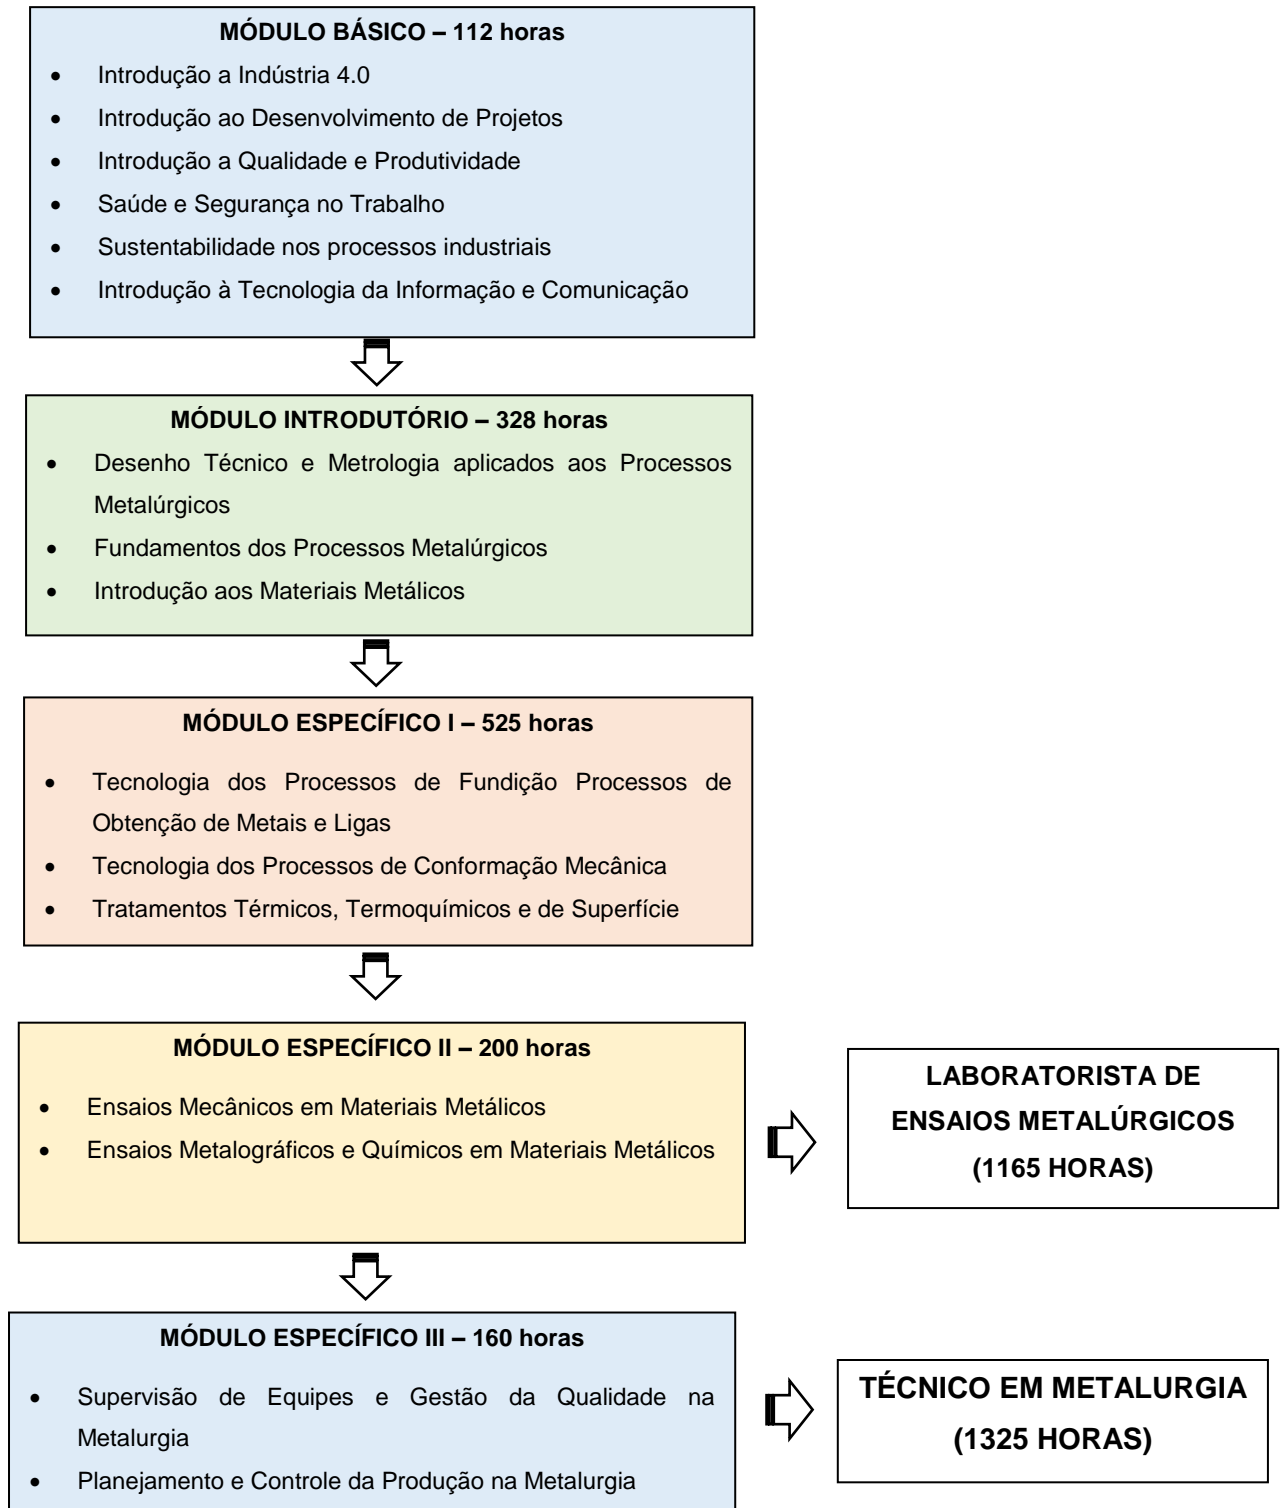 MÓDULO BÁSICO – 112 horas
• Introdução a Indústria 4.0
• Introdução ao Desenvolvimento de Projetos
• Introdução a Qualidade e Produtividade
• Saúde e Segurança no Trabalho
• Sustentabilidade nos processos industriais
• Introdução à Tecnologia da Informação e Comunicação
MÓDULO INTRODUTÓRIO – 328 horas
• Desenho Técnico e Metrologia aplicados aos Processos
Metalúrgicos
• Fundamentos dos Processos Metalúrgicos
• Introdução aos Materiais Metálicos
MÓDULO ESPECÍFICO I – 525 horas
• Tecnologia dos Processos de Fundição Processos de
Obtenção de Metais e Ligas
• Tecnologia dos Processos de Conformação Mecânica
• Tratamentos Térmicos, Termoquímicos e de Superfície
MÓDULO ESPECÍFICO II – 200 horas
• Ensaios Mecânicos em Materiais Metálicos
• Ensaios Metalográficos e Químicos em Materiais Metálicos
LABORATORISTA DE
ENSAIOS METALÚRGICOS
(1165 HORAS)
MÓDULO ESPECÍFICO III – 160 horas
• Supervisão de Equipes e Gestão da Qualidade na
Metalurgia
• Planejamento e Controle da Produção na Metalurgia
TÉCNICO EM METALURGIA
(1325 HORAS)